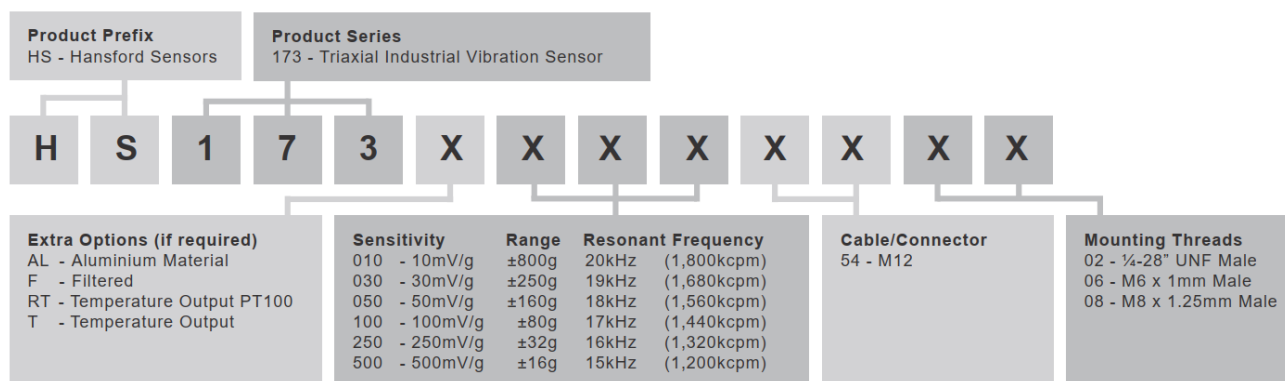 Product Prefix
HS - Hansford Sensors
Product Series
173 - Triaxial Industrial Vibration Sensor
H S 1 7 3 X X X X X X X X
Extra Options (if required)
AL - Aluminium Material
F - Filtered
RT - Temperature Output PT100
T - Temperature Output
Sensitivity Range Resonant Frequency
010 - 10mV/g ±800g 20kHz (1,800kcpm)
030 - 30mV/g ±250g 19kHz (1,680kcpm)
050 - 50mV/g ±160g 18kHz (1,560kcpm)
100 - 100mV/g ±80g 17kHz (1,440kcpm)
250 - 250mV/g ±32g 16kHz (1,320kcpm)
500 - 500mV/g ±16g 15kHz (1,200kcpm)
Cable/Connector
54 - M12
Mounting Threads
02 - ¼-28” UNF Male
06 - M6 x 1mm Male
08 - M8 x 1.25mm Male